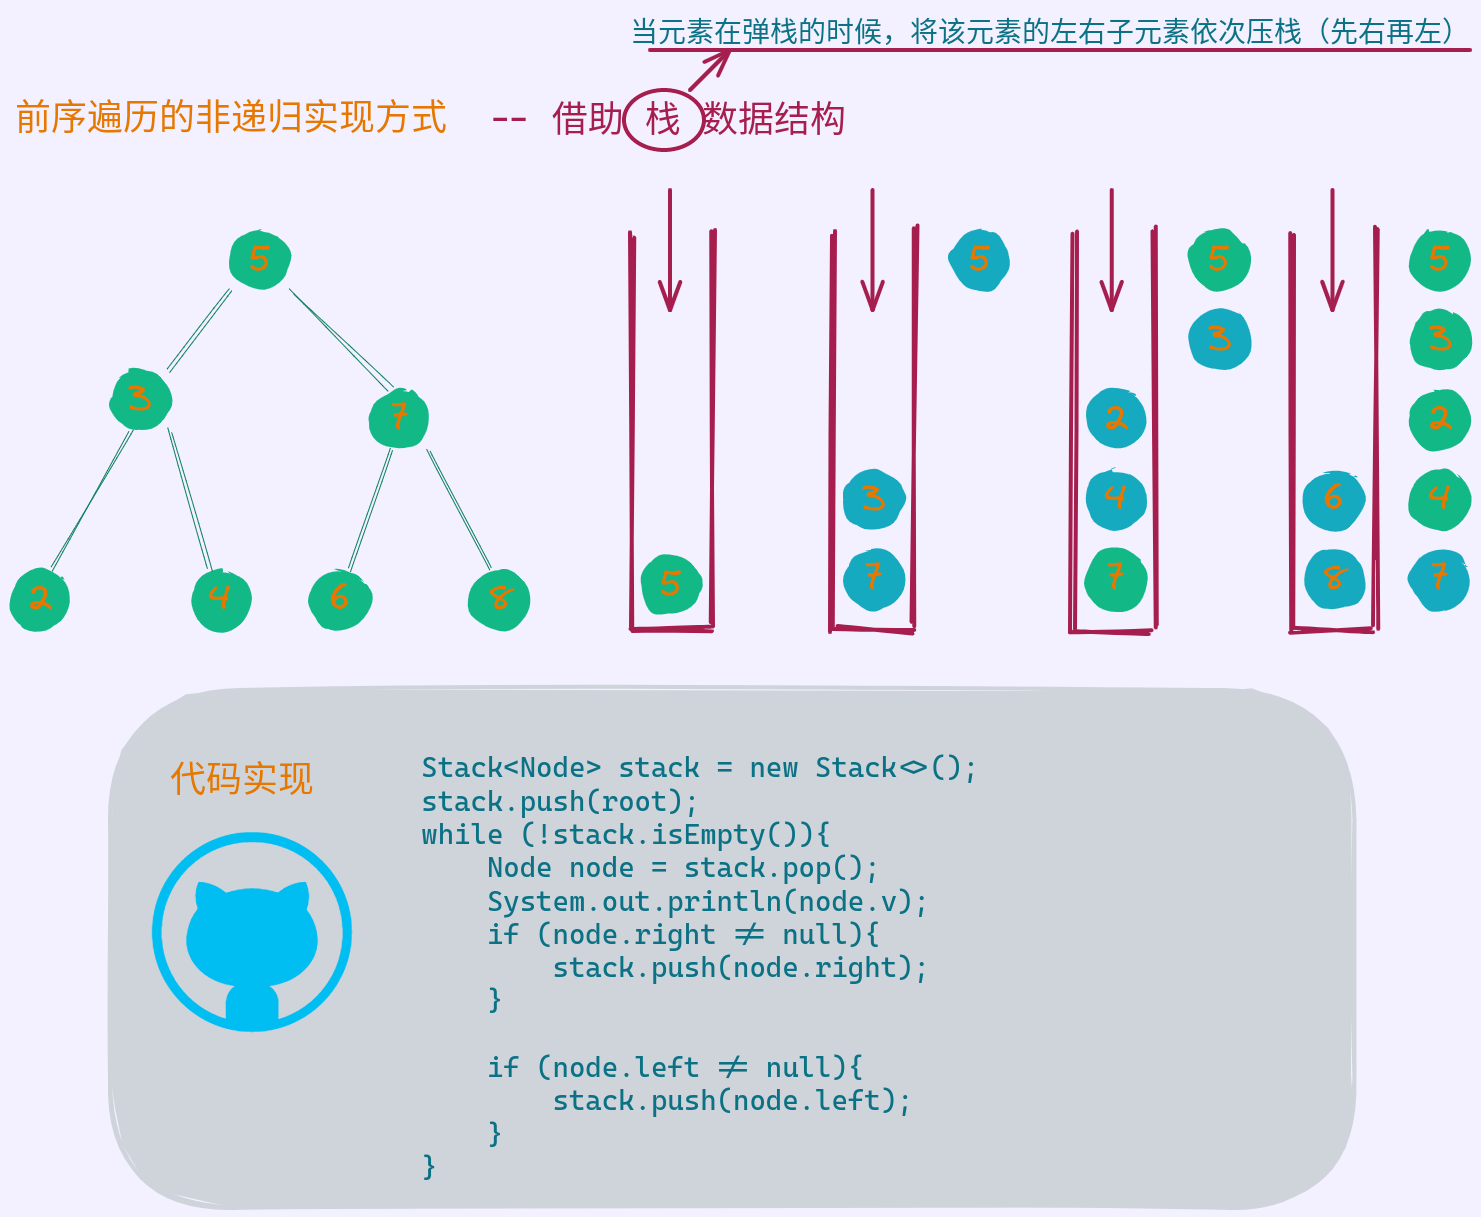 当元素在弹栈的时候，将该元素的左右子元素依次压栈（先右再左）
前序遍历的非递归实现方式 -- 借助 栈 数据结构
5
3
7
2
4
6
8
5
3
7
5
2
4
7
5
3
6
8
5
3
2
4
7
代码实现
Stack<Node> stack = new Stack<>();
stack.push(root);
while (!stack.isEmpty()){
    Node node = stack.pop();
    System.out.println(node.v);
    if (node.right != null){
        stack.push(node.right);
    }
    if (node.left != null){
        stack.push(node.left);
    }
}